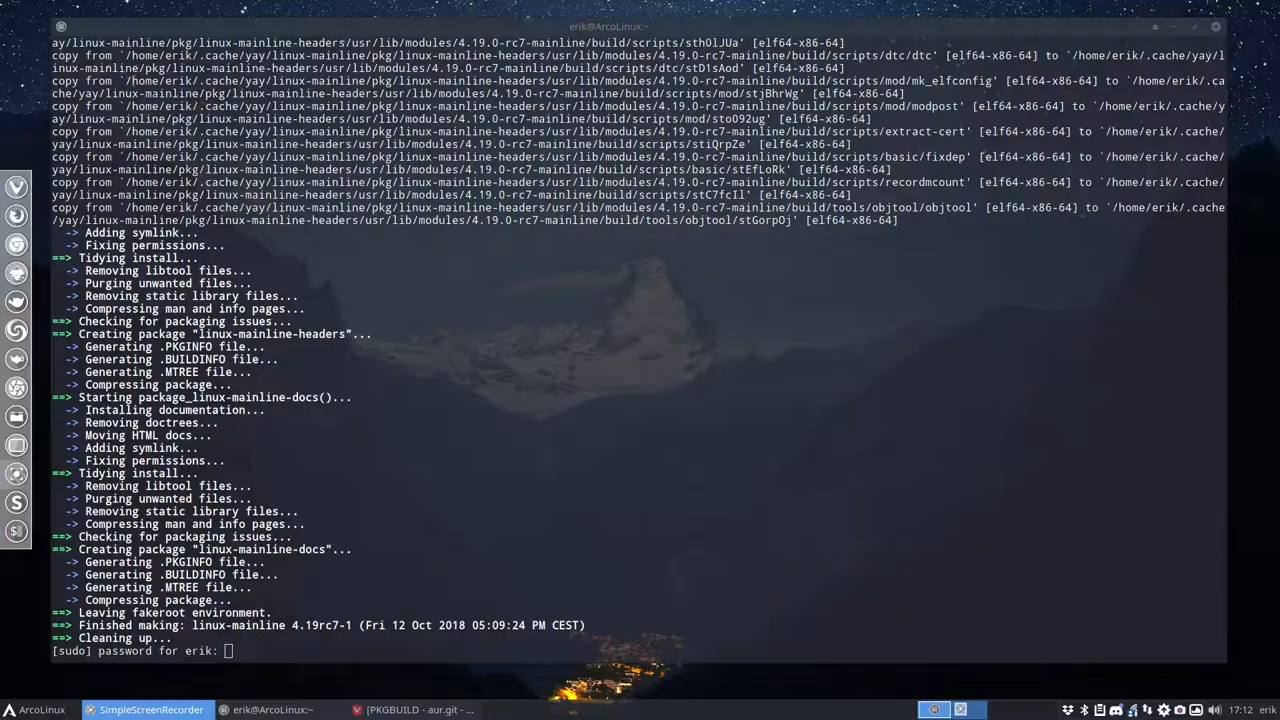 erik@ArcoLinux:~
ay/linux-mainline/pkg/linux-mainline-headers/usr/lib/modules/4.19.0-rc7-mainline/build/scripts/sth0lJUa' [elf64-x86-64]
copy from `/home/erik/.cache/yay/linux-mainline/pkg/linux-mainline-headers/usr/lib/modules/4.19.0-rc7-mainline/build/scripts/dtc/dtc' [elf64-x86-64] to `/home/erik/.cache/yay/l
inux-mainline/pkg/linux-mainline-headers/usr/lib/modules/4.19.0-rc7-mainline/build/scripts/dtc/stD1sAod' [elf64-x86-64]
copy from `/home/erik/.cache/yay/linux-mainline/pkg/linux-mainline-headers/usr/lib/modules/4.19.0-rc7-mainline/build/scripts/mod/mk_elfconfig' [elf64-x86-64] to `/home/erik/.ca
che/yay/linux-mainline/pkg/linux-mainline-headers/usr/lib/modules/4.19.0-rc7-mainline/build/scripts/mod/stjBhrWg' [elf64-x86-64]
copy from `/home/erik/.cache/yay/linux-mainline/pkg/linux-mainline-headers/usr/lib/modules/4.19.0-rc7-mainline/build/scripts/mod/modpost' [elf64-x86-64] to `/home/erik/.cache/y
ay/linux-mainline/pkg/linux-mainline-headers/usr/lib/modules/4.19.0-rc7-mainline/build/scripts/mod/sto092ug' [elf64-x86-64]
copy from `/home/erik/.cache/yay/linux-mainline/pkg/linux-mainline-headers/usr/lib/modules/4.19.0-rc7-mainline/build/scripts/extract-cert' [elf64-x86-64] to `/home/erik/.cache/
yay/linux-mainline/pkg/linux-mainline-headers/usr/lib/modules/4.19.0-rc7-mainline/build/scripts/stiQrpZe' [elf64-x86-64]
copy from `/home/erik/.cache/yay/linux-mainline/pkg/linux-mainline-headers/usr/lib/modules/4.19.0-rc7-mainline/build/scripts/basic/fixdep' [elf64-x86-64] to `/home/erik/.cache/
yay/linux-mainline/pkg/linux-mainline-headers/usr/lib/modules/4.19.0-rc7-mainline/build/scripts/basic/stEfLoRk' [elf64-x86-64]
copy from `/home/erik/.cache/yay/linux-mainline/pkg/linux-mainline-headers/usr/lib/modules/4.19.0-rc7-mainline/build/scripts/recordmcount' [elf64-x86-64] to `/home/erik/.cache/
yay/linux-mainline/pkg/linux-mainline-headers/usr/lib/modules/4.19.0-rc7-mainline/build/scripts/stC7fcIl' [elf64-x86-64]
copy from `/home/erik/.cache/yay/linux-mainline/pkg/linux-mainline-headers/usr/lib/modules/4.19.0-rc7-mainline/build/tools/objtool/objtool' [elf64-x86-64] to `/home/erik/.cache
/yay/linux-mainline/pkg/linux-mainline-headers/usr/lib/modules/4.19.0-rc7-mainline/build/tools/objtool/stGorpOj' [elf64-x86-64]
-> Adding symlink...
-> Fixing permissions...
==> Tidying install...
-> Removing libtool files...
-> Purging unwanted files...
-> Removing static library files...
-> Compressing man and info pages...
==> Checking for packaging issues...
==> Creating package "linux-mainline-headers"...
-> Generating .PKGINFO file...
-> Generating .BUILDINFO file...
-> Generating .MTREE file...
-> Compressing package...
==> Starting package_linux-mainline-docs()...
-> Installing documentation...
-> Removing doctrees...
-> Moving HTML docs...
-> Adding symlink...
-> Fixing permissions...
==> Tidying install...
-> Removing libtool files...
-> Purging unwanted files...
-> Removing static library files...
-> Compressing man and info pages...
==> Checking for packaging issues...
==> Creating package "linux-mainline-docs"...
-> Generating .PKGINFO file...
-> Generating .BUILDINFO file...
-> Generating .MTREE file...
-> Compressing package...
==> Leaving fakeroot environment.
==> Finished making: linux-mainline 4.19rc7-1 (Fri 12 Oct 2018 05:09:24 PM CEST)
==> Cleaning up...
[sudo] password for erik:
ArcoLinux SimpleScreenRecorder erik@ArcoLinux:~ [PKGBUILD - aur.git - ... 17:12 erik